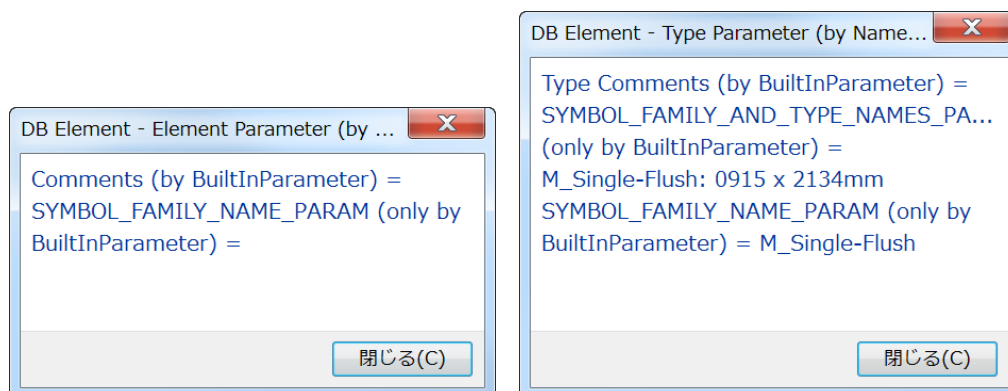 DB Element - Element Parameter (by ...
Comments (by BuiltInParameter) =
SYMBOL_FAMILY_NAME_PARAM (only by
BuiltInParameter) =
閉じる(C)
DB Element - Type Parameter (by Name...
Type Comments (by BuiltInParameter) =
SYMBOL_FAMILY_AND_TYPE_NAMES_PA...
(only by BuiltInParameter) =
M_Single-Flush: 0915 x 2134mm
SYMBOL_FAMILY_NAME_PARAM (only by
BuiltInParameter) = M_Single-Flush
閉じる(C)